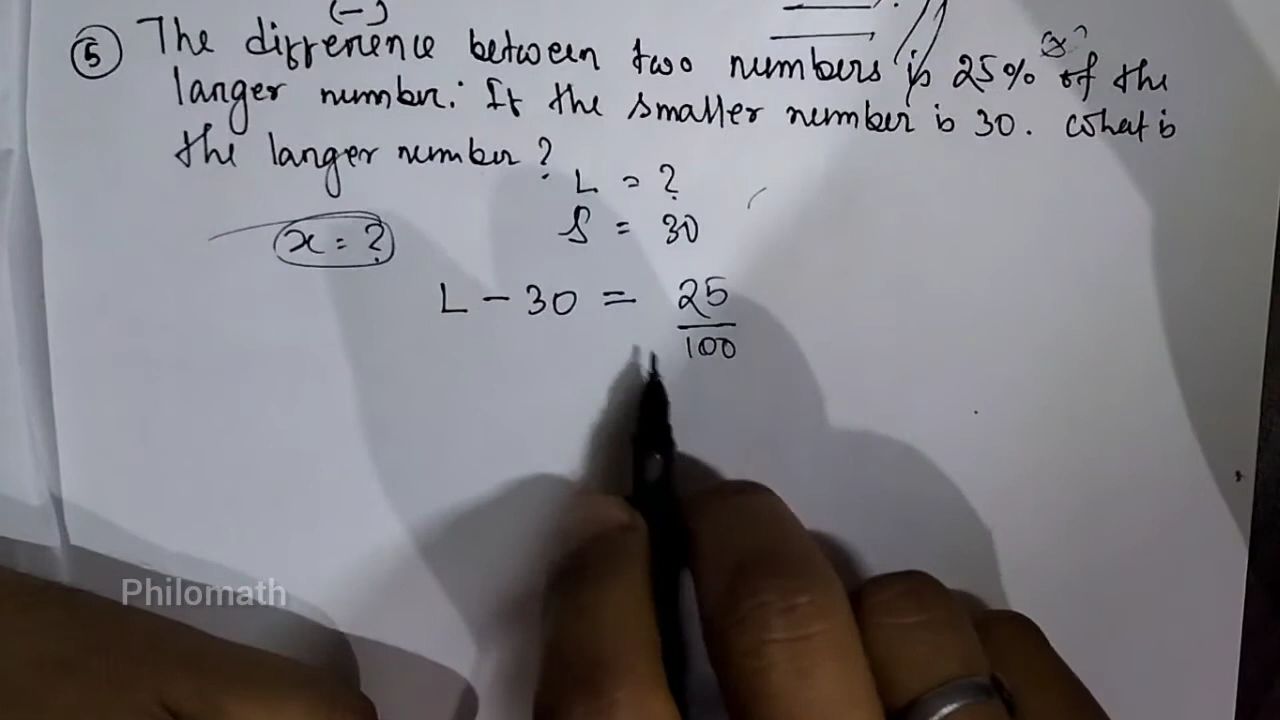 (-)
⑤ The difference between two numbers is 25% of the
larger number. If the smaller number is 30. What is
the larger number?
L = ?
S = 30
x = ?
L - 30 = 25/100
Philomath